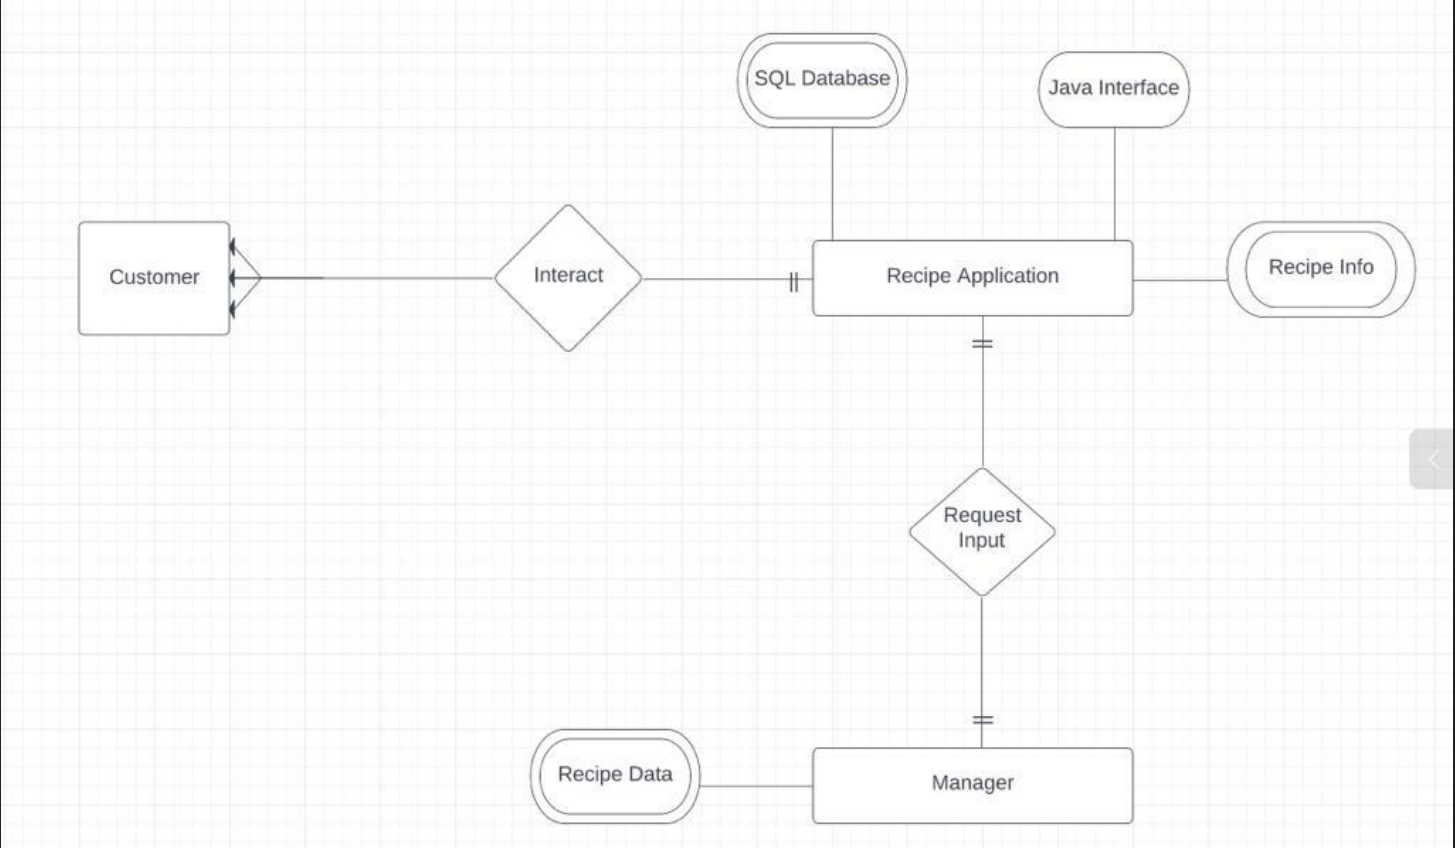 SQL Database
Java Interface
Customer
Interact
Recipe Application
Recipe Info
Request
Input
Recipe Data
Manager